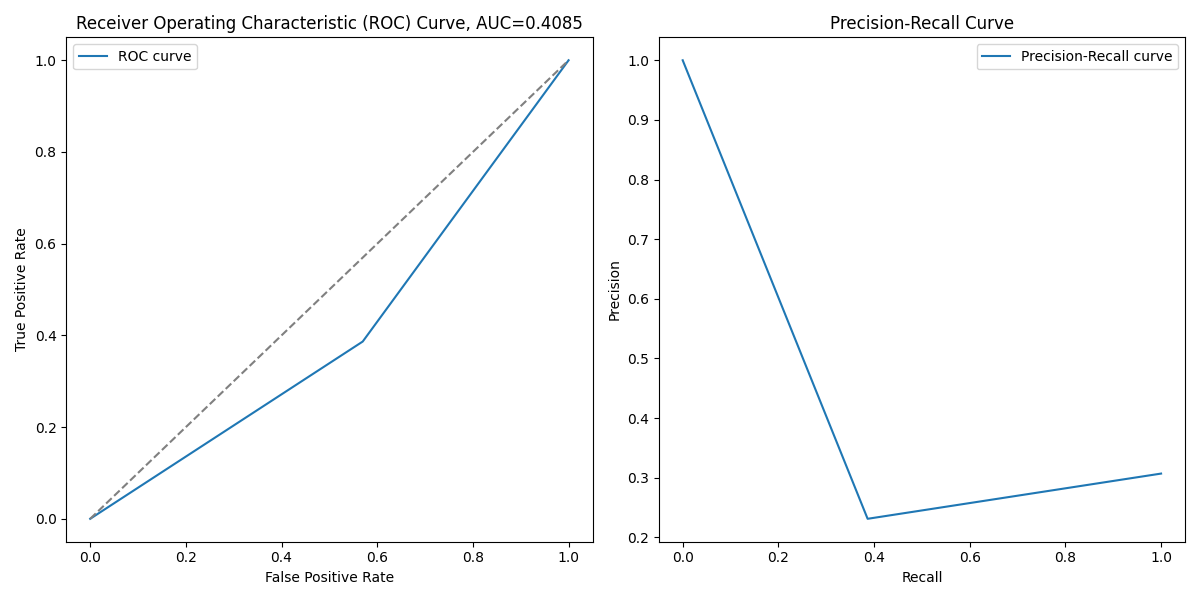 Receiver Operating Characteristic (ROC) Curve, AUC=0.4085
ROC curve
1.0
0.8
0.6
0.4
0.2
0.0
True Positive Rate
0.0 0.2 0.4 0.6 0.8 1.0
False Positive Rate
Precision-Recall Curve
Precision-Recall curve
1.0
0.9
0.8
0.7
0.6
0.5
0.4
0.3
0.2
Precision
0.0 0.2 0.4 0.6 0.8 1.0
Recall